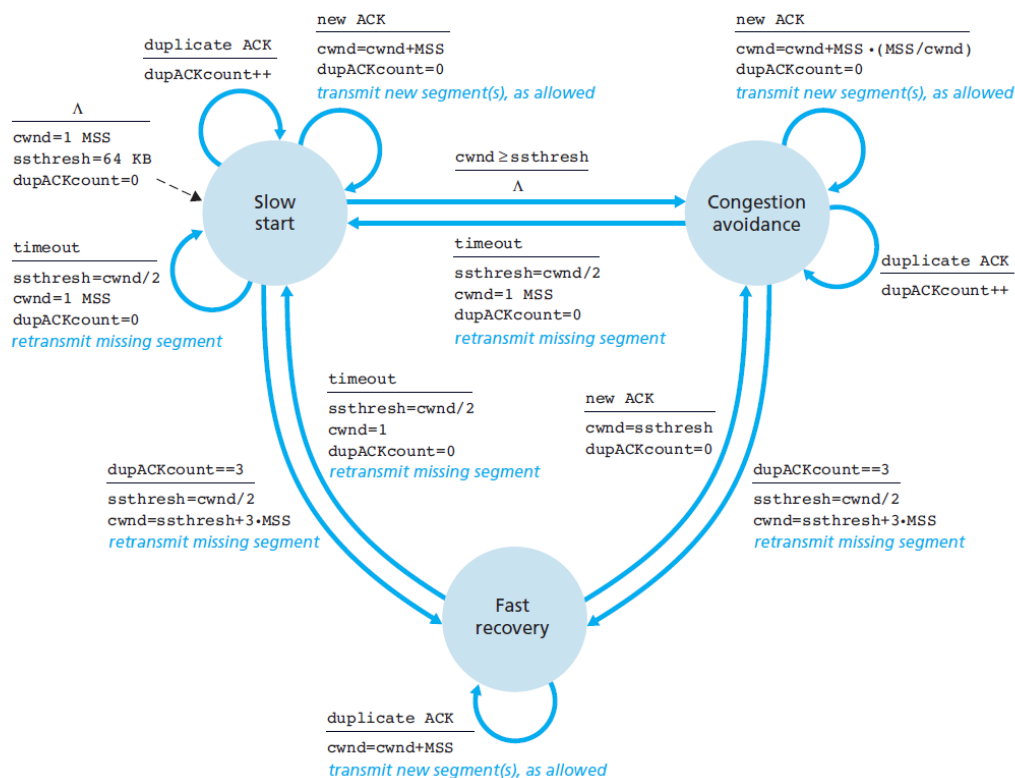 new ACK
cwnd=cwnd+MSS
dupACKcount=0
transmit new segment(s), as allowed
duplicate ACK
dupACKcount++
Λ
cwnd=1 MSS
ssthresh=64 KB
dupACKcount=0
new ACK
cwnd=cwnd+MSS •(MSS/cwnd)
dupACKcount=0
transmit new segment(s), as allowed
Slow
start
cwnd≥ssthresh
Λ
Congestion
avoidance
timeout
ssthresh=cwnd/2
cwnd=1 MSS
dupACKcount=0
retransmit missing segment
timeout
ssthresh=cwnd/2
cwnd=1 MSS
dupACKcount=0
retransmit missing segment
duplicate ACK
dupACKcount++
timeout
ssthresh=cwnd/2
cwnd=1
dupACKcount=0
retransmit missing segment
new ACK
cwnd=ssthresh
dupACKcount=0
dupACKcount==3
ssthresh=cwnd/2
cwnd=ssthresh+3•MSS
retransmit missing segment
dupACKcount==3
ssthresh=cwnd/2
cwnd=ssthresh+3•MSS
retransmit missing segment
Fast
recovery
duplicate ACK
cwnd=cwnd+MSS
transmit new segment(s), as allowed